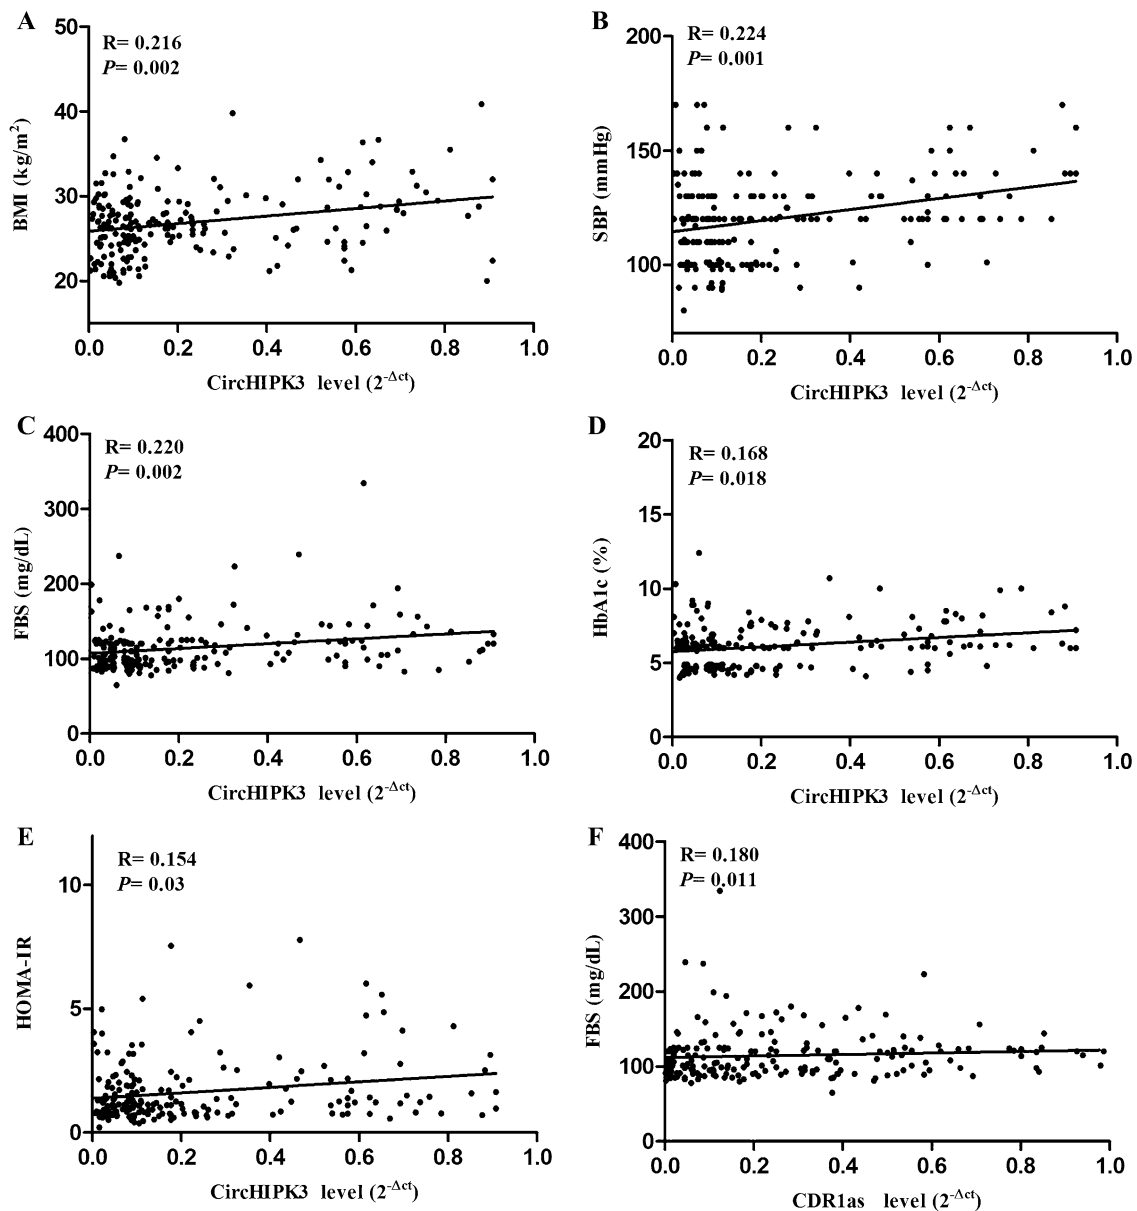 A
R= 0.216
P= 0.002
BMI (kg/m²)
50
40
30
20
0.0 0.2 0.4 0.6 0.8 1.0
CircHIPK3 level (2^-Δct)
B
R= 0.224
P= 0.001
SBP (mmHg)
200
150
100
0.0 0.2 0.4 0.6 0.8 1.0
CircHIPK3 level (2^-Δct)
C
R= 0.220
P= 0.002
FBS (mg/dL)
400
300
200
100
0
0.0 0.2 0.4 0.6 0.8 1.0
CircHIPK3 level (2^-Δct)
D
R= 0.168
P= 0.018
HbA1c (%)
20
15
10
5
0
0.0 0.2 0.4 0.6 0.8 1.0
CircHIPK3 level (2^-Δct)
E
R= 0.154
P= 0.03
HOMA-IR
10
5
0
0.0 0.2 0.4 0.6 0.8 1.0
CircHIPK3 level (2^-Δct)
F
R= 0.180
P= 0.011
FBS (mg/dL)
400
300
200
100
0
0.0 0.2 0.4 0.6 0.8 1.0
CDR1as level (2^-Δct)